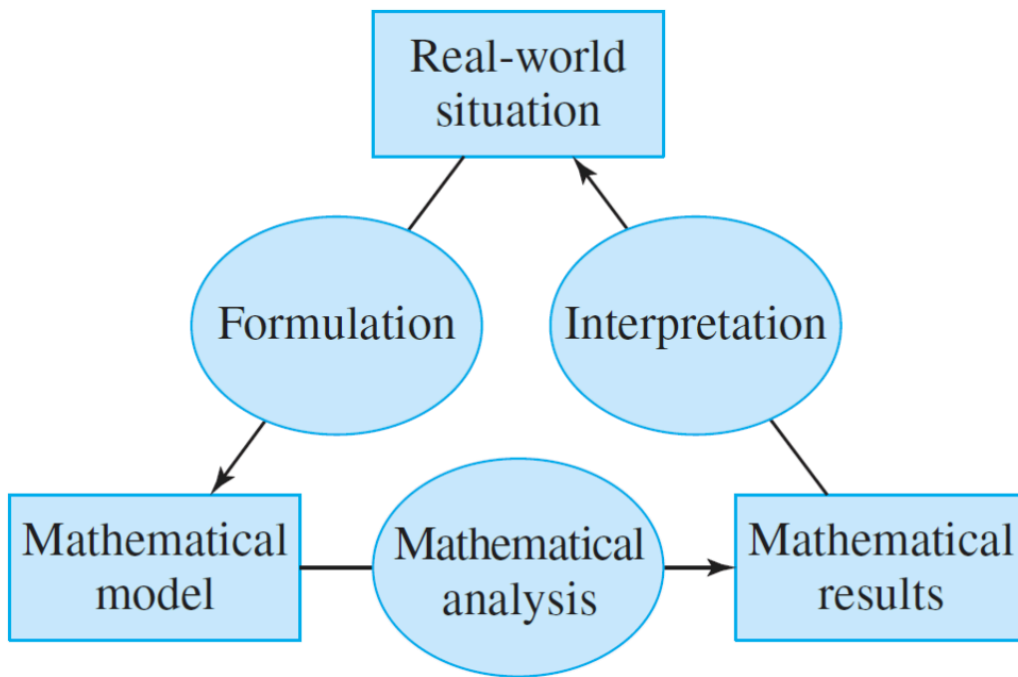 Real-world
situation
Formulation
Interpretation
Mathematical
model
Mathematical
analysis
Mathematical
results